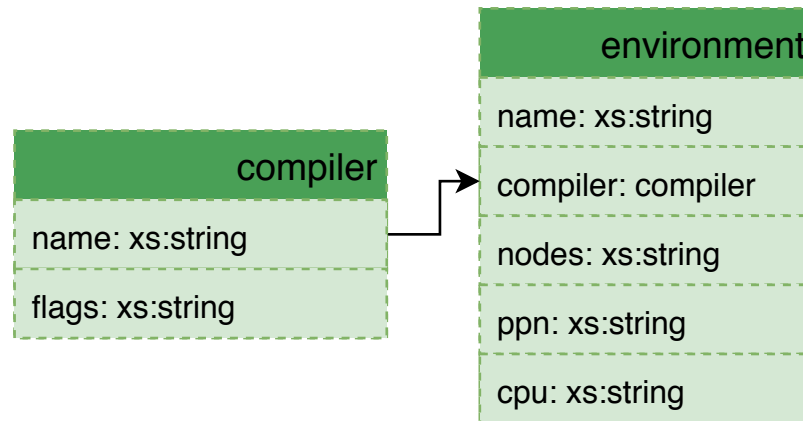 compiler
name: xs:string
flags: xs:string
environment
name: xs:string
compiler: compiler
nodes: xs:string
ppn: xs:string
cpu: xs:string